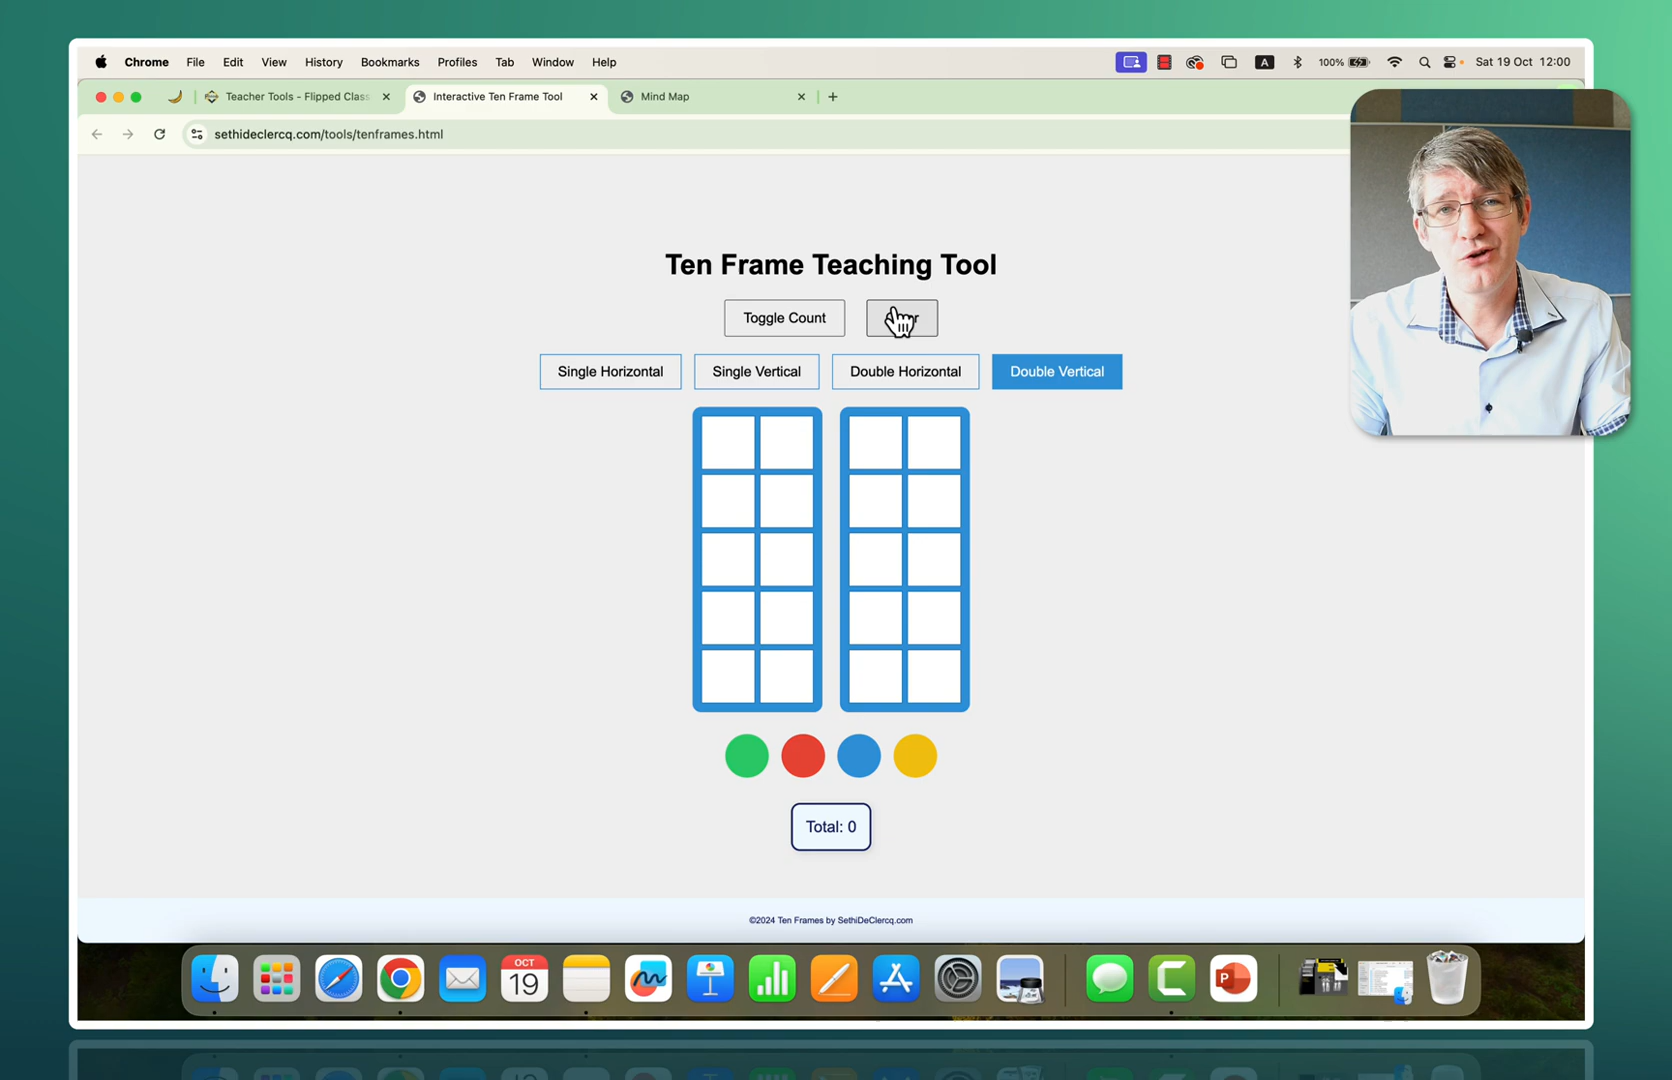 Chrome File Edit View History Bookmarks Profiles Tab Window Help A 100% Sat 19 Oct 12:00
Teacher Tools - Flipped Class Interactive Ten Frame Tool Mind Map
sethideclercq.com/tools/tenframes.html
Ten Frame Teaching Tool
Toggle Count
Single Horizontal Single Vertical Double Horizontal Double Vertical
Total: 0
©2024 Ten Frames by SethiDeClercq.com
OCT
19
P